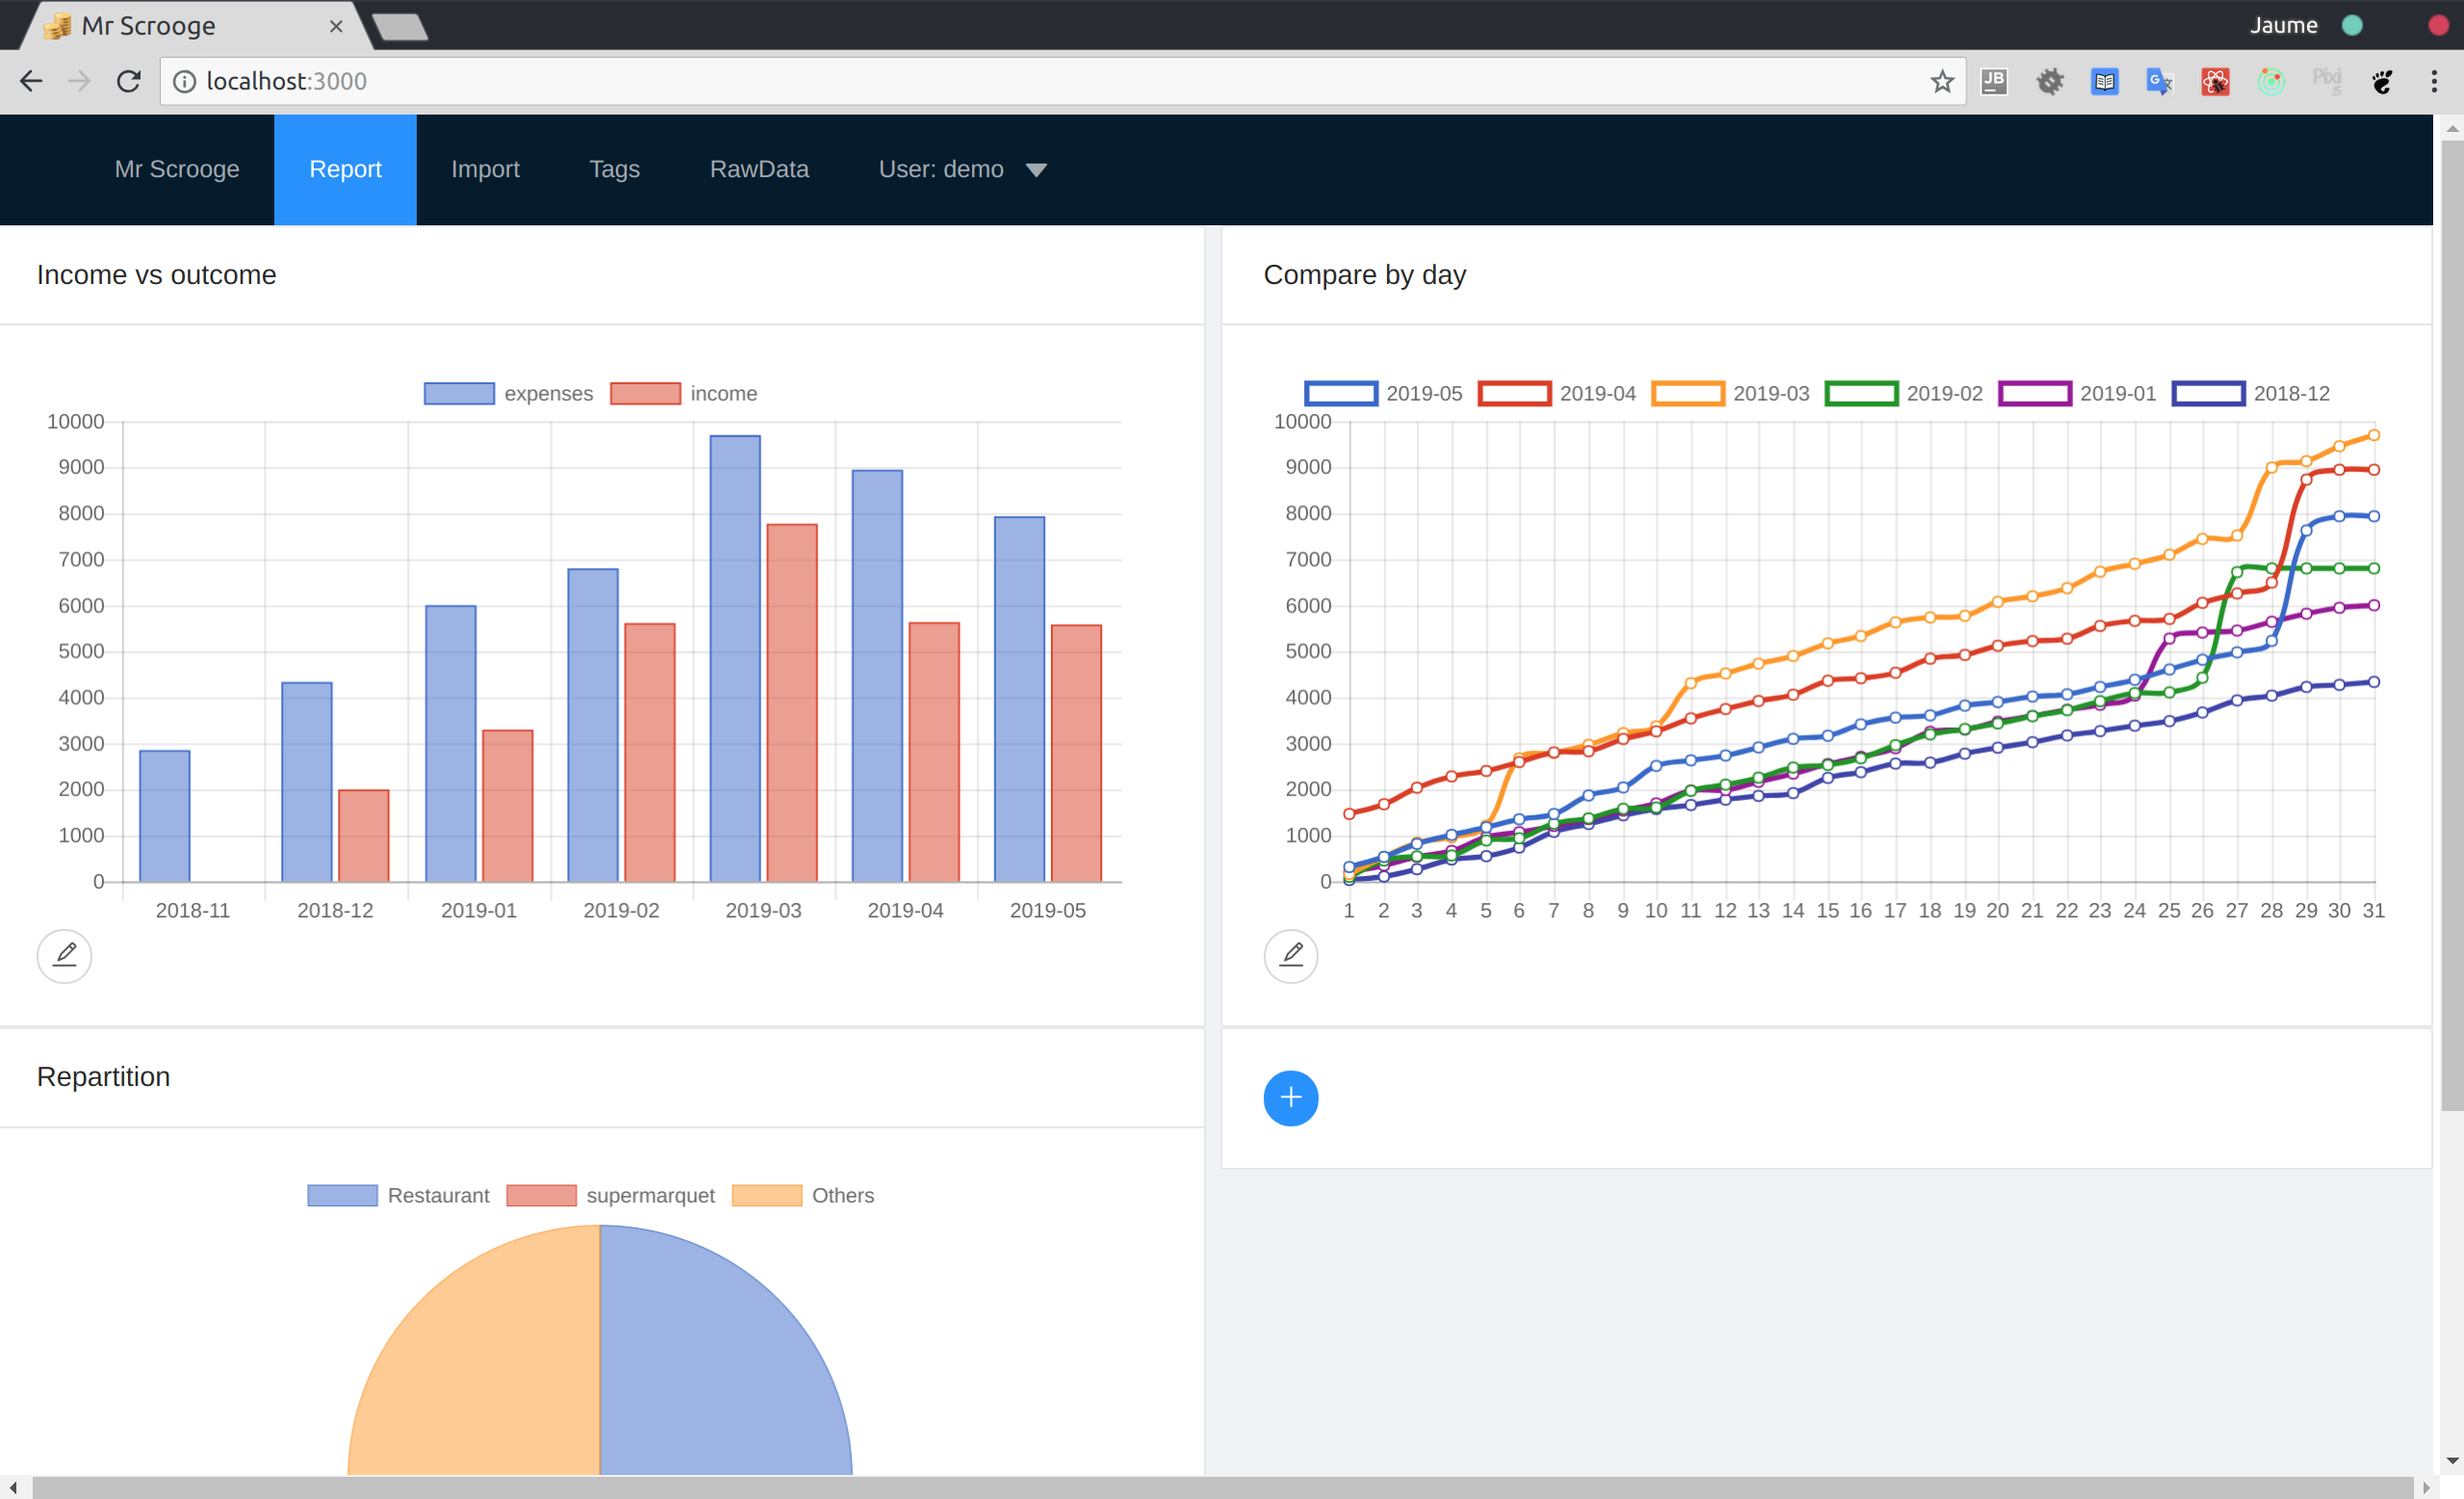 Mr Scrooge
Jaume
localhost:3000
JB
G
Pixi
JS
Mr Scrooge Report Import Tags RawData User: demo
Income vs outcome
expenses income
10000
9000
8000
7000
6000
5000
4000
3000
2000
1000
0
2018-11 2018-12 2019-01 2019-02 2019-03 2019-04 2019-05
Compare by day
2019-05 2019-04 2019-03 2019-02 2019-01 2018-12
10000
9000
8000
7000
6000
5000
4000
3000
2000
1000
0
1 2 3 4 5 6 7 8 9 10 11 12 13 14 15 16 17 18 19 20 21 22 23 24 25 26 27 28 29 30 31
Repartition
Restaurant supermarquet Others